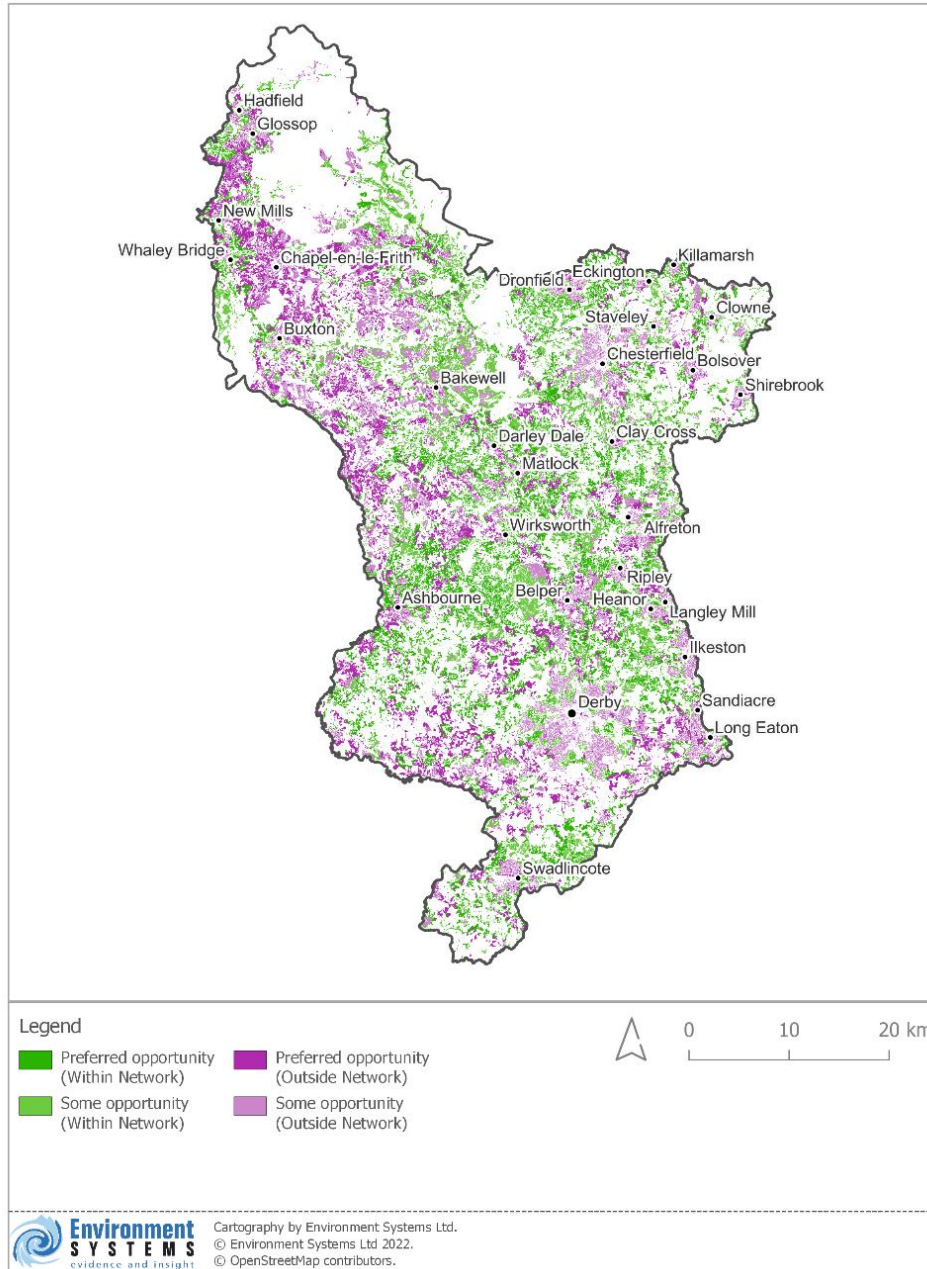 Hadfield
Glossop
New Mills
Whaley Bridge
Chapel-en-le-Frith
Killamarsh
Eckington
Dronfield
Clowne
Staveley
Buxton
Chesterfield
Bolsover
Bakewell
Shirebrook
Darley Dale
Clay Cross
Matlock
Wirksworth
Alfreton
Ripley
Ashbourne
Belper
Heanor
Langley Mill
Ilkeston
Derby
Sandiacre
Long Eaton
Swadlincote
Legend
Preferred opportunity
(Within Network)
Preferred opportunity
(Outside Network)
Some opportunity
(Within Network)
Some opportunity
(Outside Network)
0 10 20 km
Environment
SYSTEMS
evidence and insight
Cartography by Environment Systems Ltd.
© Environment Systems Ltd 2022.
© OpenStreetMap contributors.